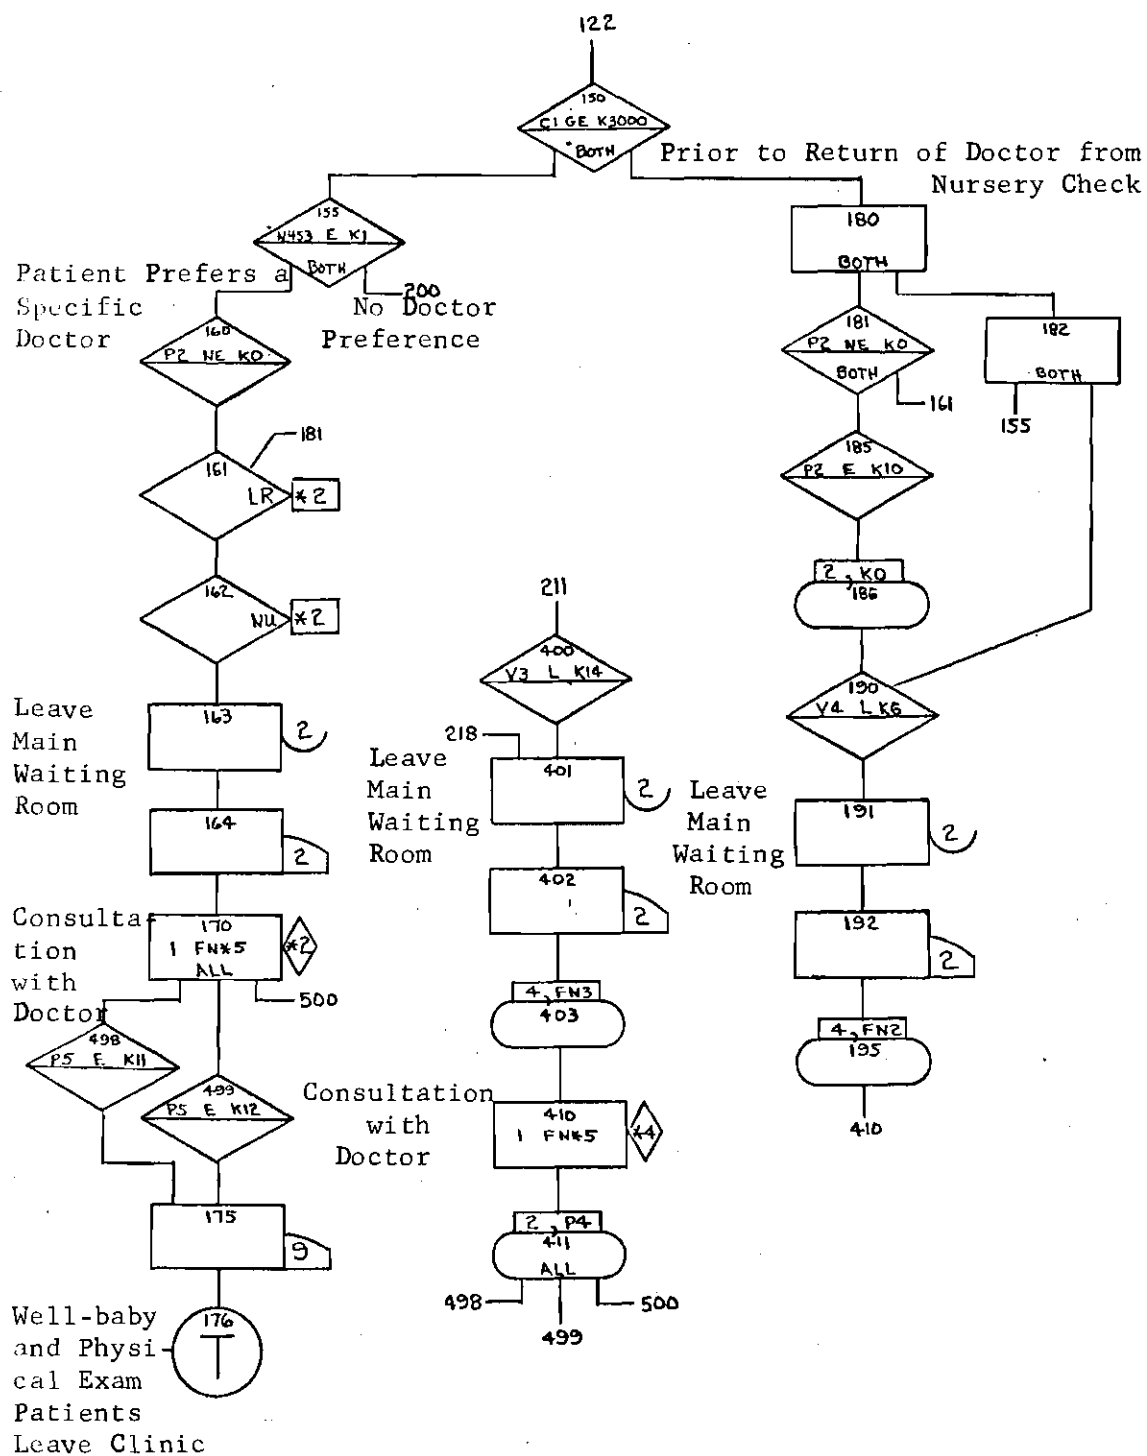 122
150
C1 GE K3000
BOTH
Prior to Return of Doctor from
Nursery Check
155
N453 E K1
BOTH
200
Patient Prefers a
Specific
Doctor
No Doctor
Preference
160
P2 NE K0
181
161
LR *2
162
NU *2
Leave
Main
Waiting
Room
163
2
164
2
Consulta-
tion
with
Doctor
170
1 FN*5
ALL
*2
500
498
P5 E K11
499
P5 E K12
175
9
176
T
Well-baby
and Physi-
cal Exam
Patients
Leave Clinic
211
400
V3 L K14
218
Leave
Main
Waiting
Room
401
2
402
2
4, FN3
403
Consultation
with
Doctor
410
1 FN*5
*4
2, P4
411
ALL
498
499
500
180
BOTH
181
P2 NE K0
BOTH
161
182
BOTH
155
185
P2 E K10
2, K0
186
190
V4 L K6
Leave
Main
Waiting
Room
191
2
192
2
4, FN2
195
410